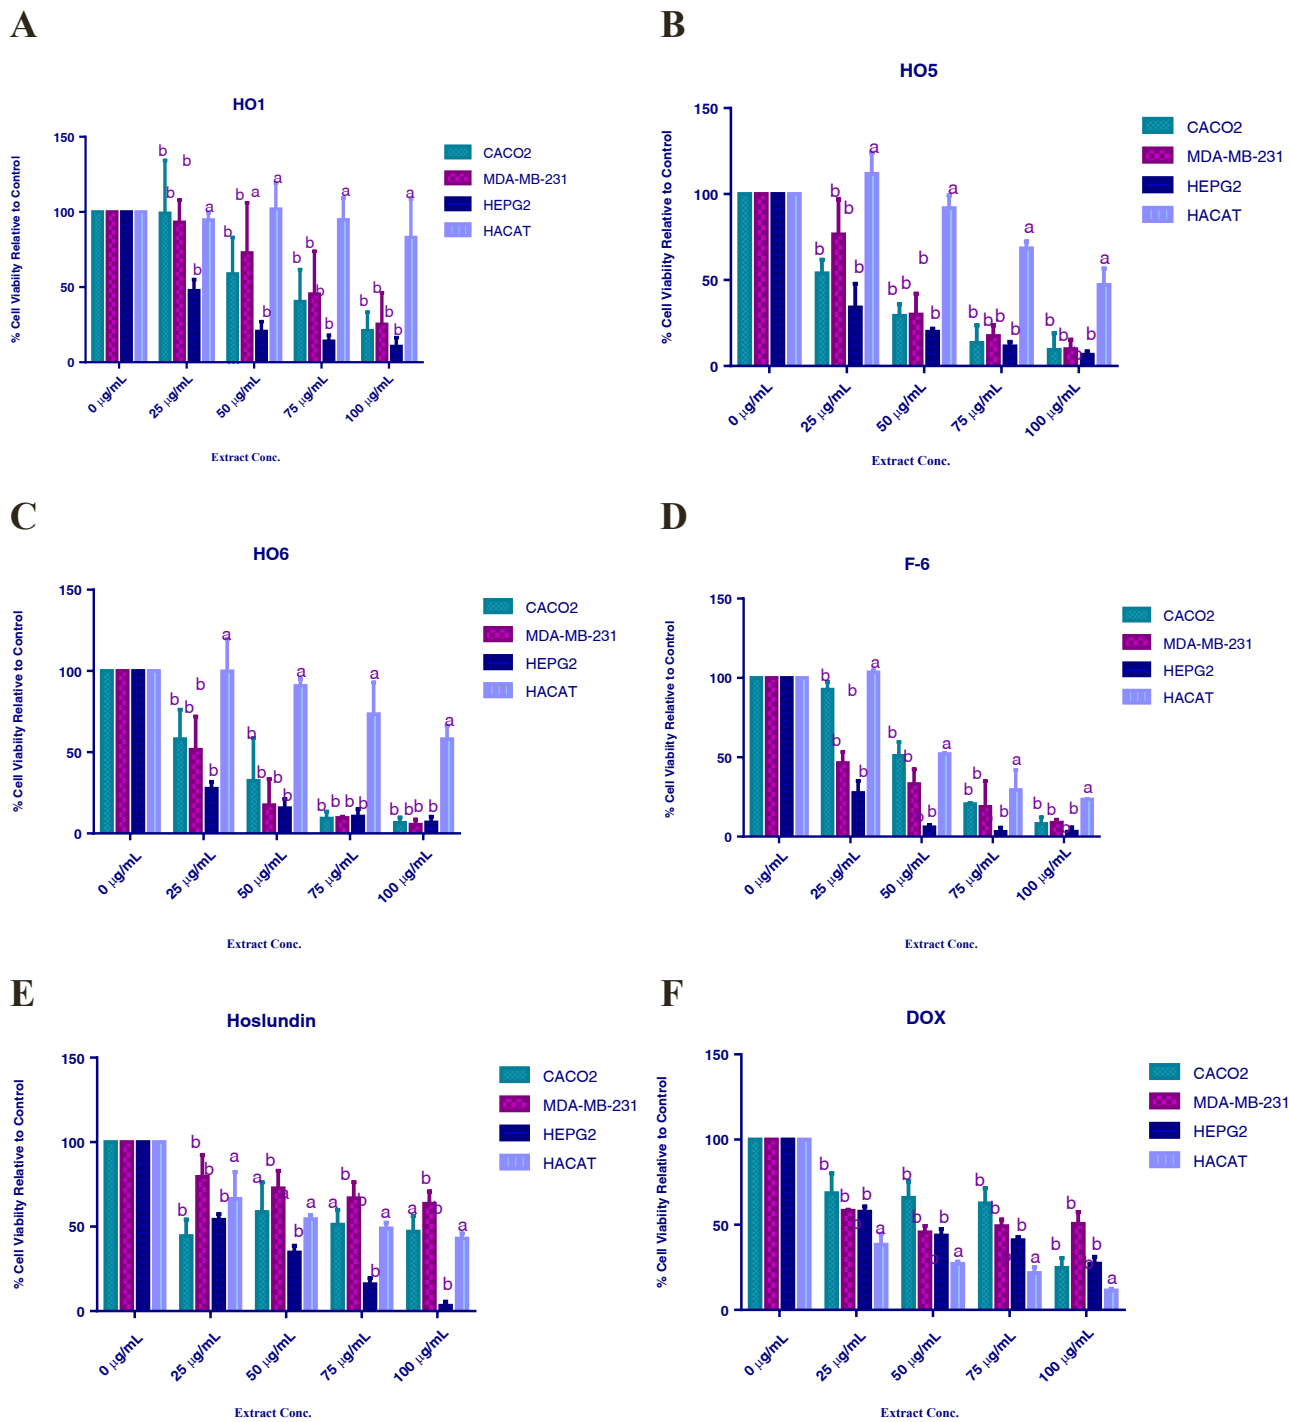 A
HO1
% Cell Viabiity Relative to Control
150
100
50
0
b
b
b
b
a
b
b
a
b
a
b
b
b
b
a
b
b
b
a
0 µg/mL
25 µg/mL
50 µg/mL
75 µg/mL
100 µg/mL
Extract Conc.
CACO2
MDA-MB-231
HEPG2
HACAT
B
HO5
% Cell Viabiity Relative to Control
150
100
50
0
b
b
b
b
a
b
b
b
b
a
b
b
b
b
a
b
b
b
b
a
0 µg/mL
25 µg/mL
50 µg/mL
75 µg/mL
100 µg/mL
Extract Conc.
CACO2
MDA-MB-231
HEPG2
HACAT
C
HO6
% Cell Viabiity Relative to Control
150
100
50
0
b
b
b
b
a
b
b
b
b
a
b
b
b
b
a
b
b
b
b
a
0 µg/mL
25 µg/mL
50 µg/mL
75 µg/mL
100 µg/mL
Extract Conc.
CACO2
MDA-MB-231
HEPG2
HACAT
D
F-6
% Cell Viabiity Relative to Control
150
100
50
0
b
b
b
b
a
b
b
b
b
a
b
b
b
b
a
b
b
b
b
a
0 µg/mL
25 µg/mL
50 µg/mL
75 µg/mL
100 µg/mL
Extract Conc.
CACO2
MDA-MB-231
HEPG2
HACAT
E
Hoslundin
% Cell Viabiity Relative to Control
150
100
50
0
b
b
b
b
a
a
b
a
b
a
a
b
b
b
a
a
b
b
b
a
0 µg/mL
25 µg/mL
50 µg/mL
75 µg/mL
100 µg/mL
Extract Conc.
CACO2
MDA-MB-231
HEPG2
HACAT
F
DOX
% Cell Viabiity Relative to Control
150
100
50
0
b
b
b
b
a
b
b
b
b
a
b
b
b
b
a
b
b
b
b
a
0 µg/mL
25 µg/mL
50 µg/mL
75 µg/mL
100 µg/mL
Extract Conc.
CACO2
MDA-MB-231
HEPG2
HACAT